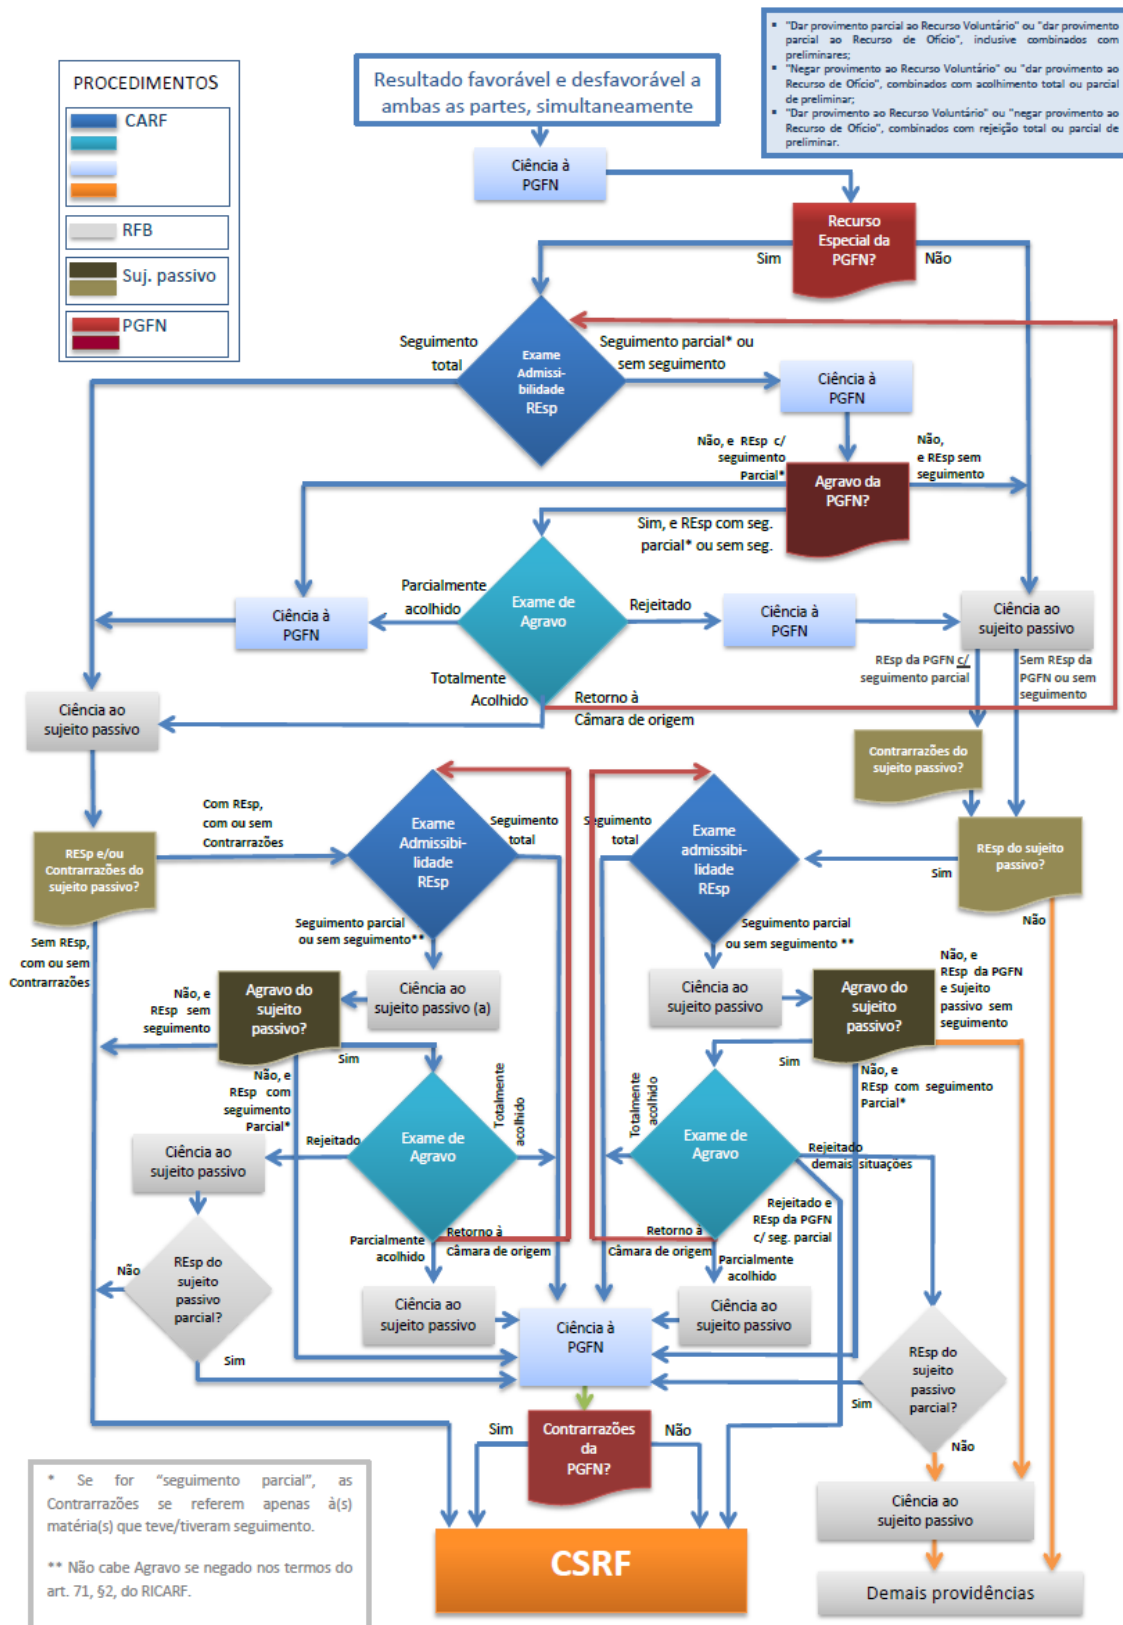 ▪ "Dar provimento parcial ao Recurso Voluntário" ou "dar provimento
parcial ao Recurso de Ofício", inclusive combinados com
preliminares;
▪ "Negar provimento ao Recurso Voluntário" ou "dar provimento ao
Recurso de Ofício", combinados com acolhimento total ou parcial
de preliminar;
▪ "Dar provimento ao Recurso Voluntário" ou "negar provimento ao
Recurso de Ofício", combinados com rejeição total ou parcial de
preliminar.
PROCEDIMENTOS
CARF
RFB
Suj. passivo
PGFN
Resultado favorável e desfavorável a
ambas as partes, simultaneamente
Ciência à
PGFN
Recurso
Especial da
PGFN?
Sim
Não
Seguimento
total
Exame
Admissi-
bilidade
REsp
Seguimento parcial* ou
sem seguimento
Ciência à
PGFN
Não, e REsp c/
seguimento
Parcial*
Não,
e REsp sem
seguimento
Agravo da
PGFN?
Sim, e REsp com seg.
parcial* ou sem seg.
Parcialmente
acolhido
Exame de
Agravo
Rejeitado
Ciência à
PGFN
Ciência à
PGFN
Ciência ao
sujeito passivo
REsp da PGFN c/
seguimento parcial
Sem REsp da
PGFN ou sem
seguimento
Totalmente
Acolhido
Retorno à
Câmara de origem
Ciência ao
sujeito passivo
Contrarrazões do
sujeito passivo?
Com REsp,
com ou sem
Contrarrazões
Exame
Admissibi-
lidade
REsp
Seguimento
total
Seguimento
total
Exame
admissibi-
lidade
REsp
RESp e/ou
Contrarrazões do
sujeito passivo?
REsp do sujeito
passivo?
Sim
Não
Sem REsp,
com ou sem
Contrarrazões
Seguimento parcial
ou sem seguimento**
Seguimento parcial
ou sem seguimento **
Não, e
REsp da PGFN
e Sujeito
passivo sem
seguimento
Não, e
REsp sem
seguimento
Agravo do
sujeito
passivo?
Ciência ao
sujeito passivo (a)
Ciência ao
sujeito passivo
Agravo do
sujeito
passivo?
Sim
Não, e
REsp com
seguimento
Parcial*
Totalmente
acolhido
Totalmente
acolhido
Sim
Não, e
REsp com seguimento
Parcial*
Ciência ao
sujeito passivo
Rejeitado
Exame de
Agravo
Exame de
Agravo
Rejeitado
demais situações
Rejeitado e
REsp da PGFN
c/ seg. parcial
Parcialmente
acolhido
Retorno à
Câmara de origem
Retorno à
Câmara de origem
Parcialmente
acolhido
Não
REsp do
sujeito
passivo
parcial?
Sim
Ciência ao
sujeito passivo
Ciência à
PGFN
Ciência ao
sujeito passivo
REsp do
sujeito
passivo
parcial?
Sim
Não
Sim
Contrarrazões
da
PGFN?
Não
* Se for "seguimento parcial", as
Contrarrazões se referem apenas à(s)
matéria(s) que teve/tiveram seguimento.
** Não cabe Agravo se negado nos termos do
art. 71, §2, do RICARF.
CSRF
Ciência ao
sujeito passivo
Demais providências